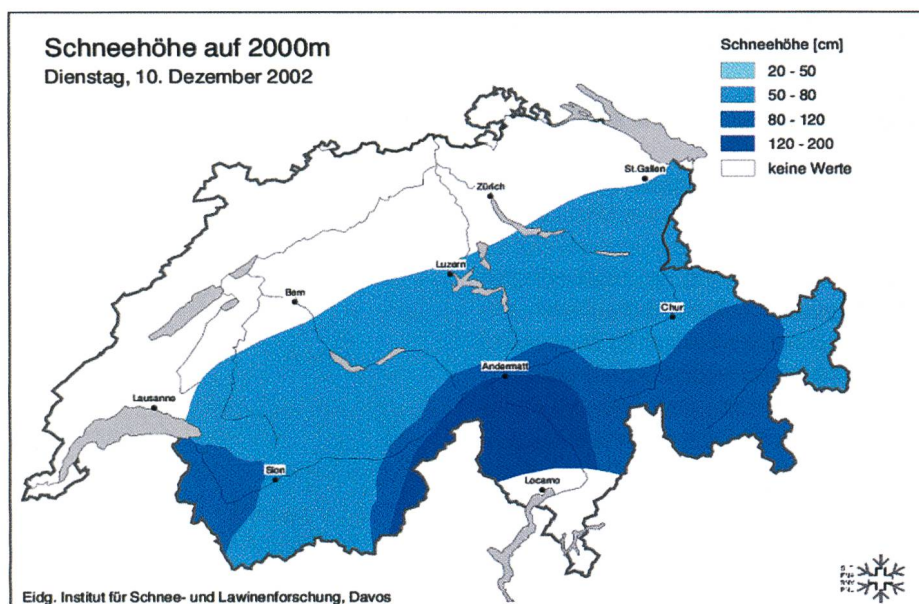 Schneehöhe auf 2000m
Dienstag, 10. Dezember 2002
Schneehöhe [cm]
20 - 50
50 - 80
80 - 120
120 - 200
keine Werte
St.Gallen
Zürich
Luzern
Bern
Chur
Andermatt
Lausanne
Sion
Locarno
Eidg. Institut für Schnee- und Lawinenforschung, Davos